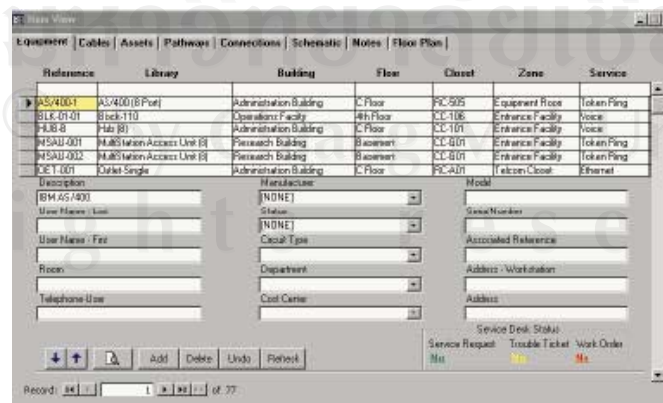 Main View
Equipment Cables Assets Pathways Connections Schematic Notes Floor Plan
Reference Library Building Floor Closet Zone Service
AS/400-1 AS/400 (8 Port) Administration Building C Floor RC-505 Equipment Room Token Ring
BLK-01-01 Block-110 Operations Facility 4th Floor CC-106 Entrance Facility Voice
HUB-8 Hub (8) Administration Building C Floor CC-101 Entrance Facility Voice
MSAU-001 MultiStation Access Unit (8) Research Building Basement CC-B01 Entrance Facility Token Ring
MSAU-002 MultiStation Access Unit (8) Research Building Basement CC-B01 Entrance Facility Token Ring
OET-001 Outlet-Single Administration Building C Floor RC-A01 Telcom Closet Ethernet
Description Manufacturer Model
IBM AS/400 (NONE)
User Name - Last Status Serial Number
(NONE)
User Name - First Circuit Type Associated Reference
Room Department Address - Workstation
Telephone-User Cost Center Address
Service Desk Status
Service Request Trouble Ticket Work Order
No No No
Add Delete Undo Refresh
Record: 1 of 77